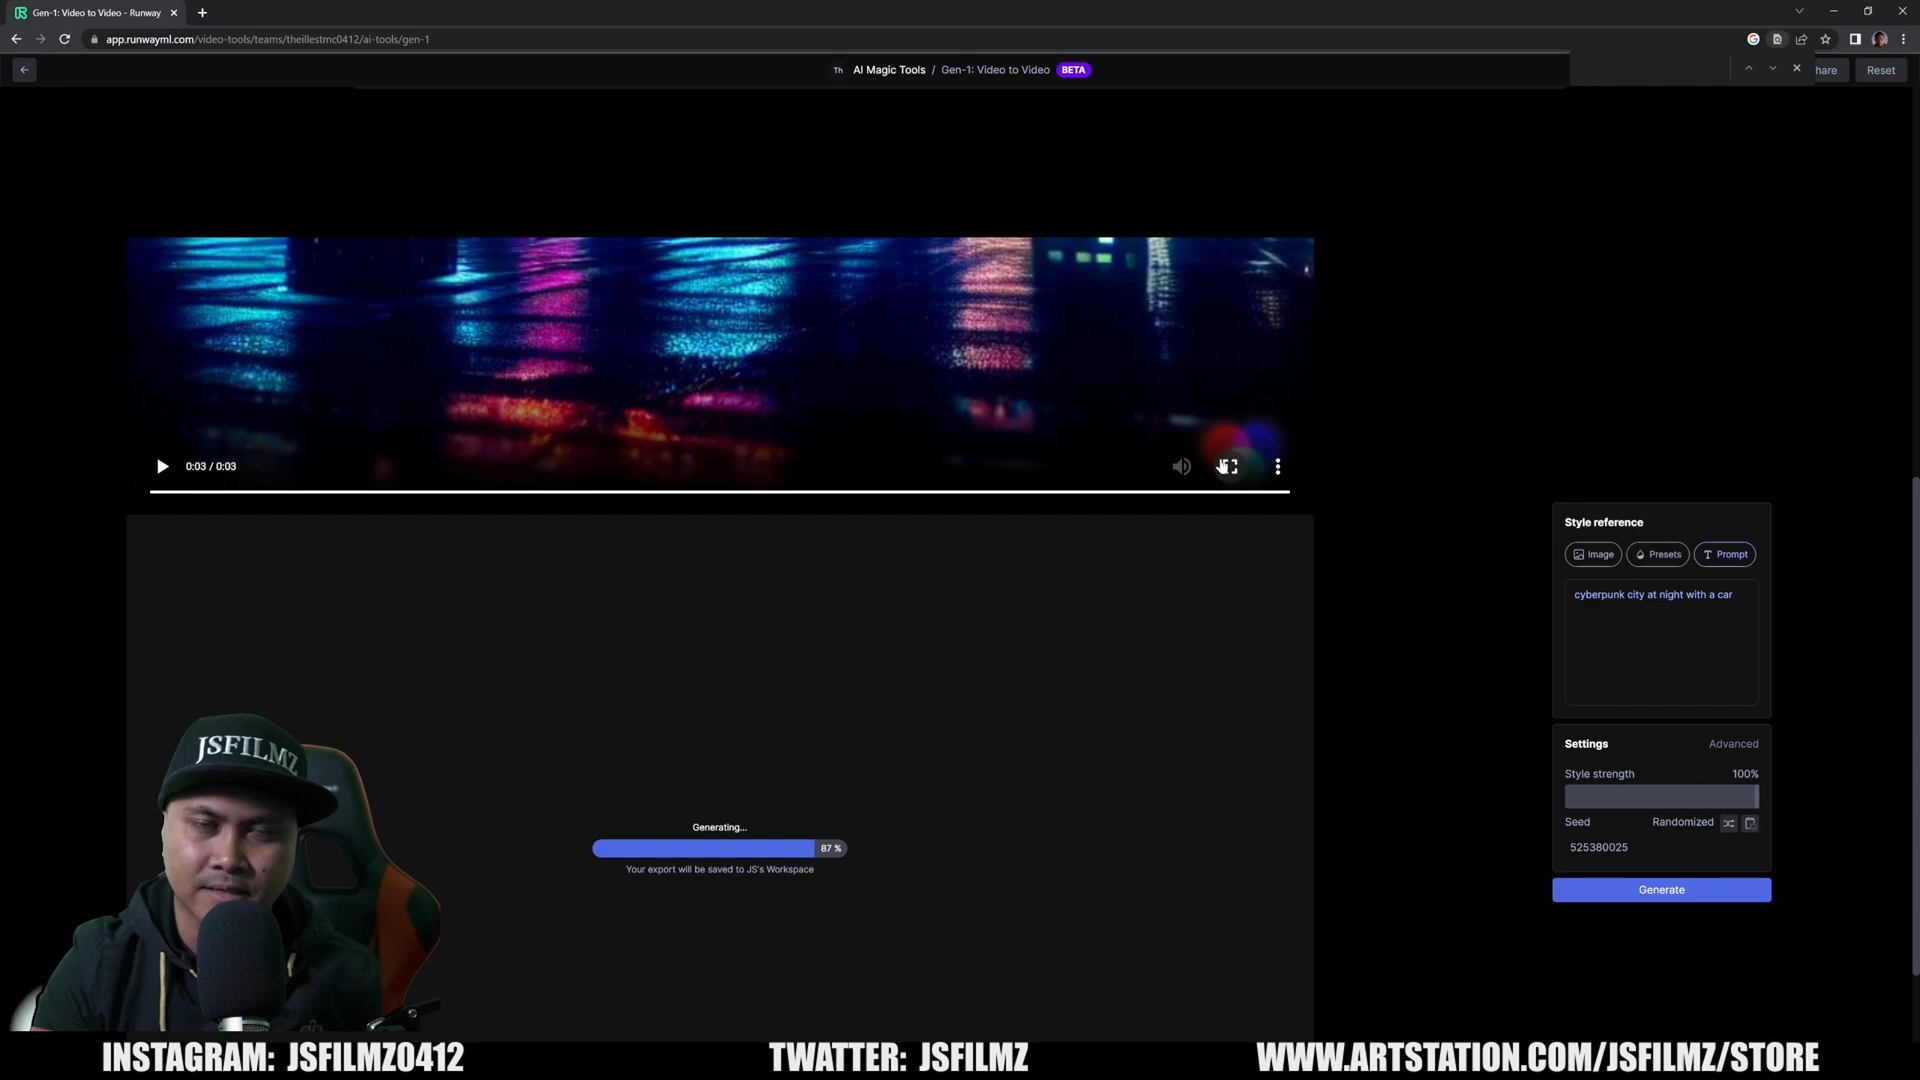 Gen-1: Video to Video - Runway
app.runwayml.com/video-tools/teams/theillestmc0412/ai-tools/gen-1
Th AI Magic Tools / Gen-1: Video to Video BETA
hare
Reset
0:03 / 0:03
Style reference
Image
Presets
T Prompt
cyberpunk city at night with a car
Settings
Advanced
Style strength
100%
Seed
Randomized
525380025
Generate
Generating...
87 %
Your export will be saved to JS's Workspace
JSFILMZ
INSTAGRAM: JSFILMZ0412
TWATTER: JSFILMZ
WWW.ARTSTATION.COM/JSFILMZ/STORE